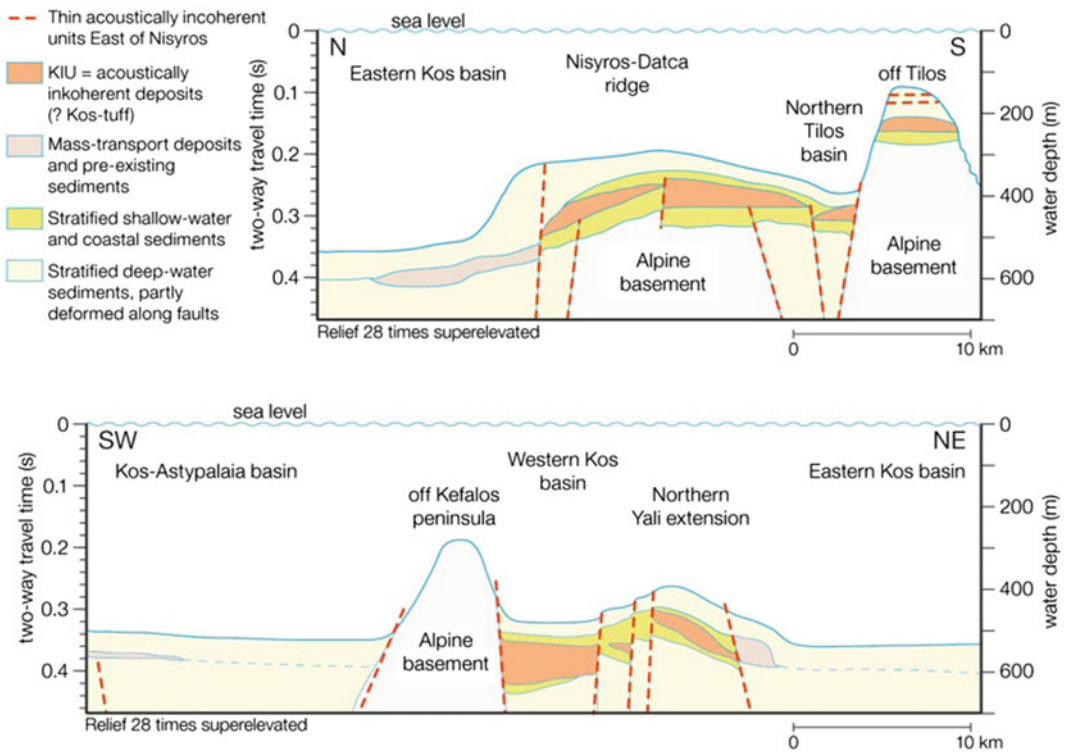 Thin acoustically incoherent
units East of Nisyros
KIU = acoustically
inkoherent deposits
(? Kos-tuff)
Mass-transport deposits
and pre-existing
sediments
Stratified shallow-water
and coastal sediments
Stratified deep-water
sediments, partly
deformed along faults
sea level
N
S
Eastern Kos basin
Nisyros-Datca
ridge
off Tilos
Northern
Tilos
basin
Alpine
basement
Alpine
basement
two-way travel time (s)
0
0.1
0.2
0.3
0.4
water depth (m)
0
200
400
600
Relief 28 times superelevated
0 10 km
sea level
SW
NE
Kos-Astypalaia basin
Western Kos
basin
Eastern Kos basin
off Kefalos
peninsula
Northern
Yali extension
Alpine
basement
two-way travel time (s)
0
0.1
0.2
0.3
0.4
water depth (m)
0
200
400
600
Relief 28 times superelevated
0 10 km